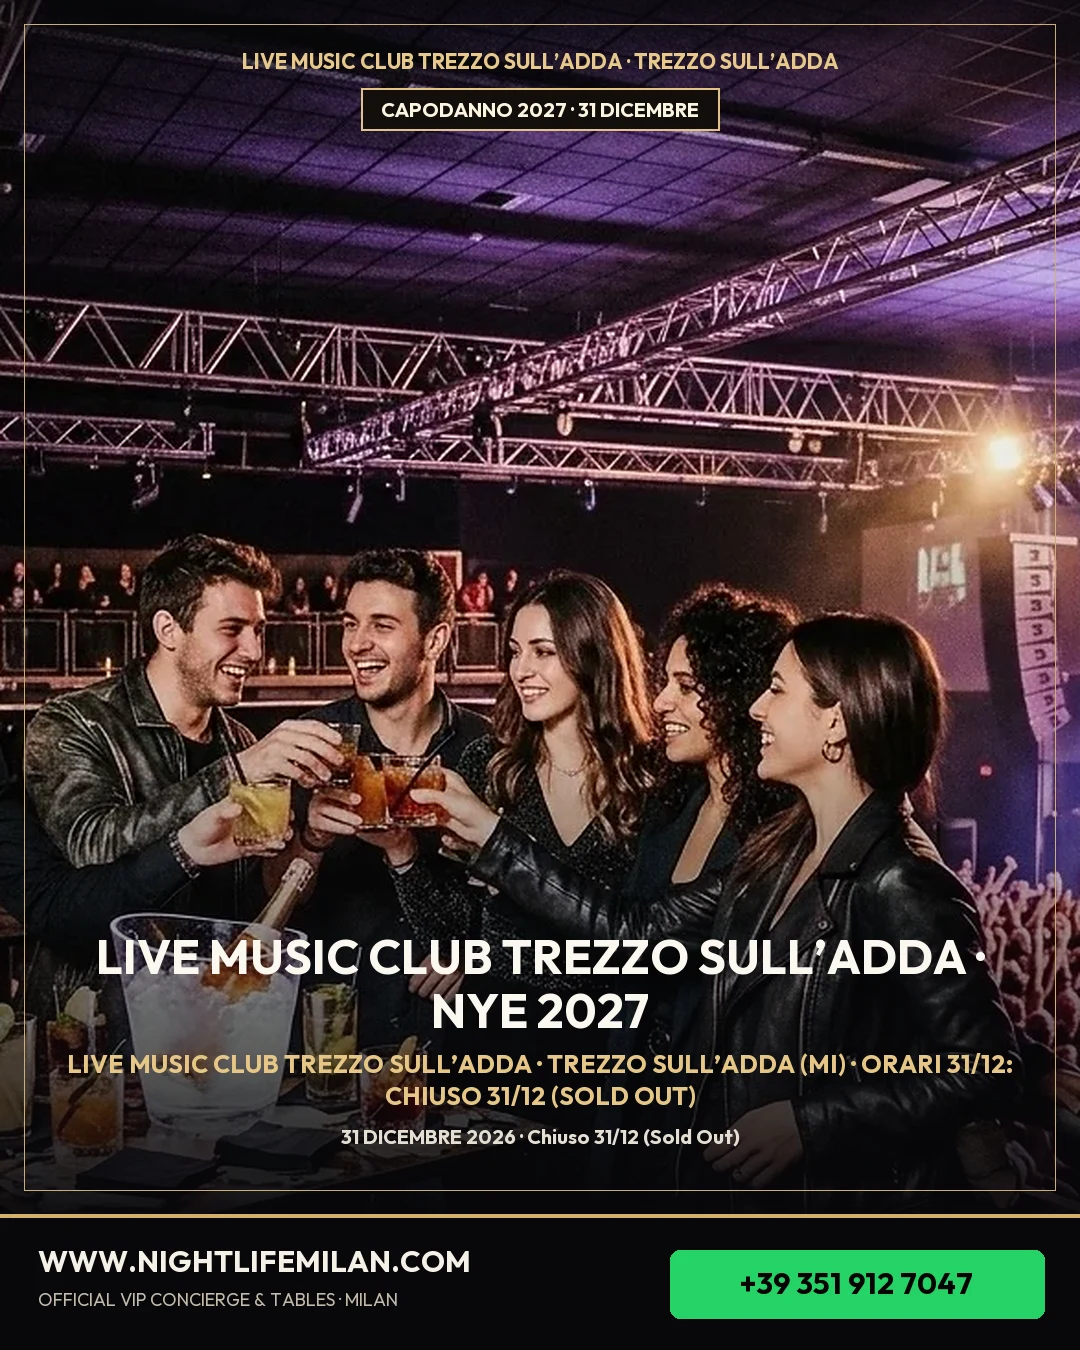 LIVE MUSIC CLUB TREZZO SULL'ADDA · TREZZO SULL'ADDA
CAPODANNO 2027 · 31 DICEMBRE
LIVE MUSIC CLUB TREZZO SULL'ADDA ·
NYE 2027
LIVE MUSIC CLUB TREZZO SULL'ADDA · TREZZO SULL'ADDA (MI) · ORARI 31/12:
CHIUSO 31/12 (SOLD OUT)
31 DICEMBRE 2026 · Chiuso 31/12 (Sold Out)
WWW.NIGHTLIFEMILAN.COM
+39 351 912 7047
OFFICIAL VIP CONCIERGE & TABLES · MILAN